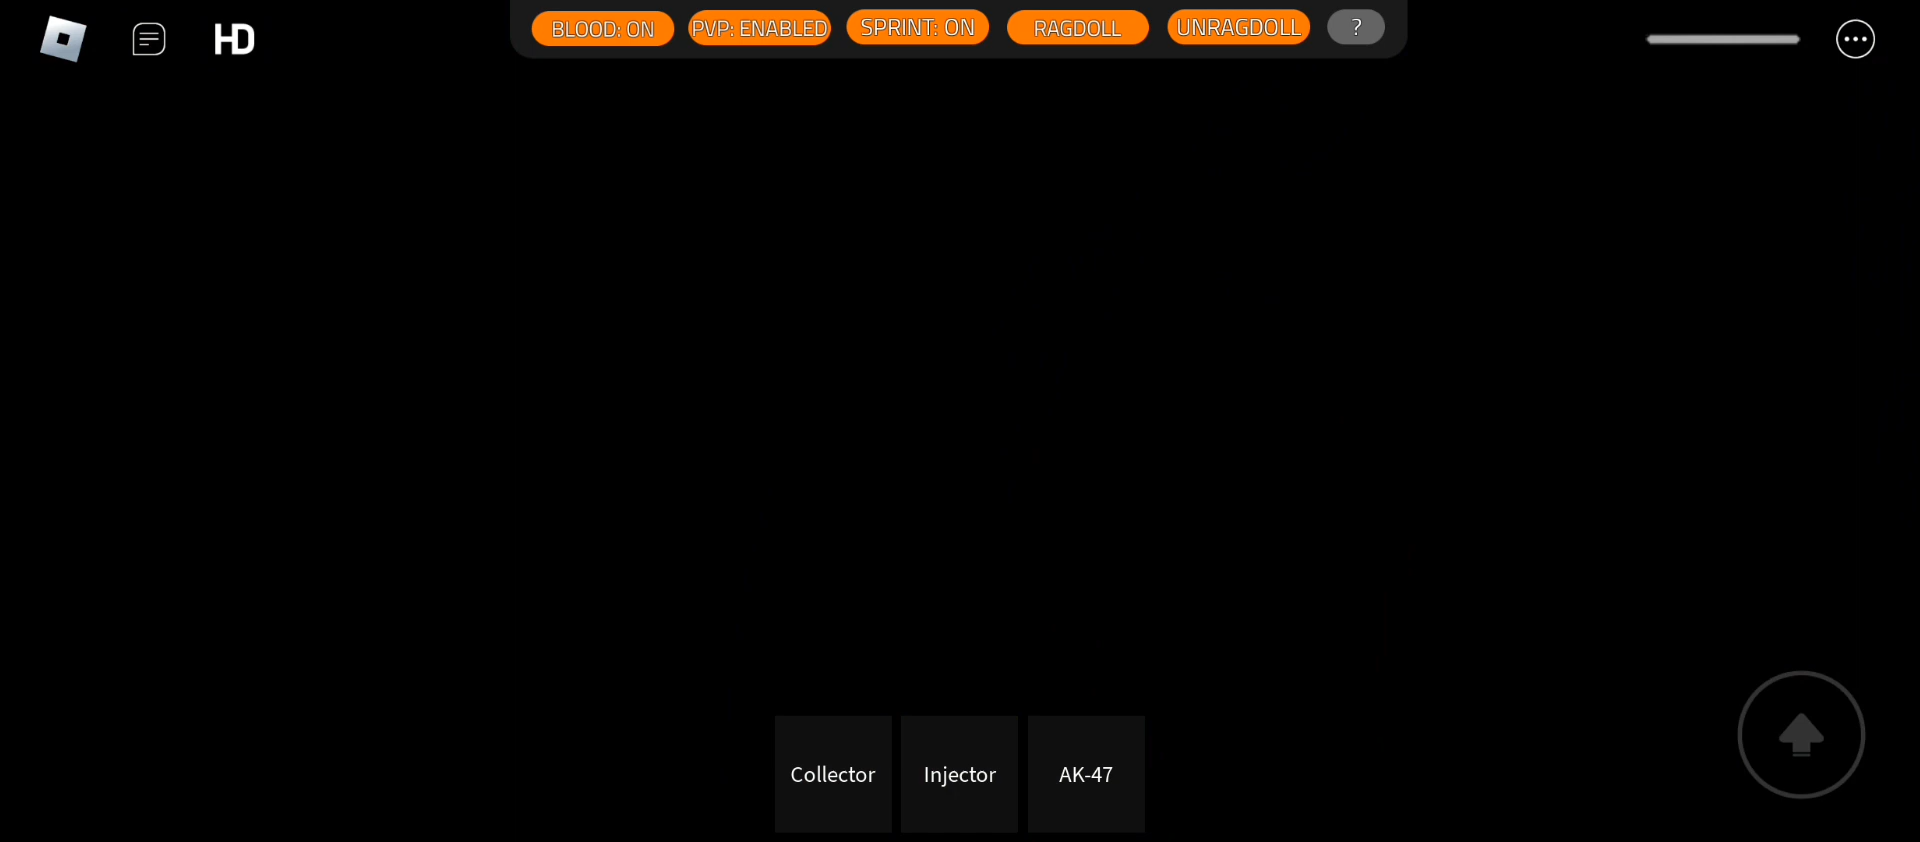 HD
BLOOD: ON
PVP: ENABLED
SPRINT: ON
RAGDOLL
UNRAGDOLL
?
Collector
Injector
AK-47